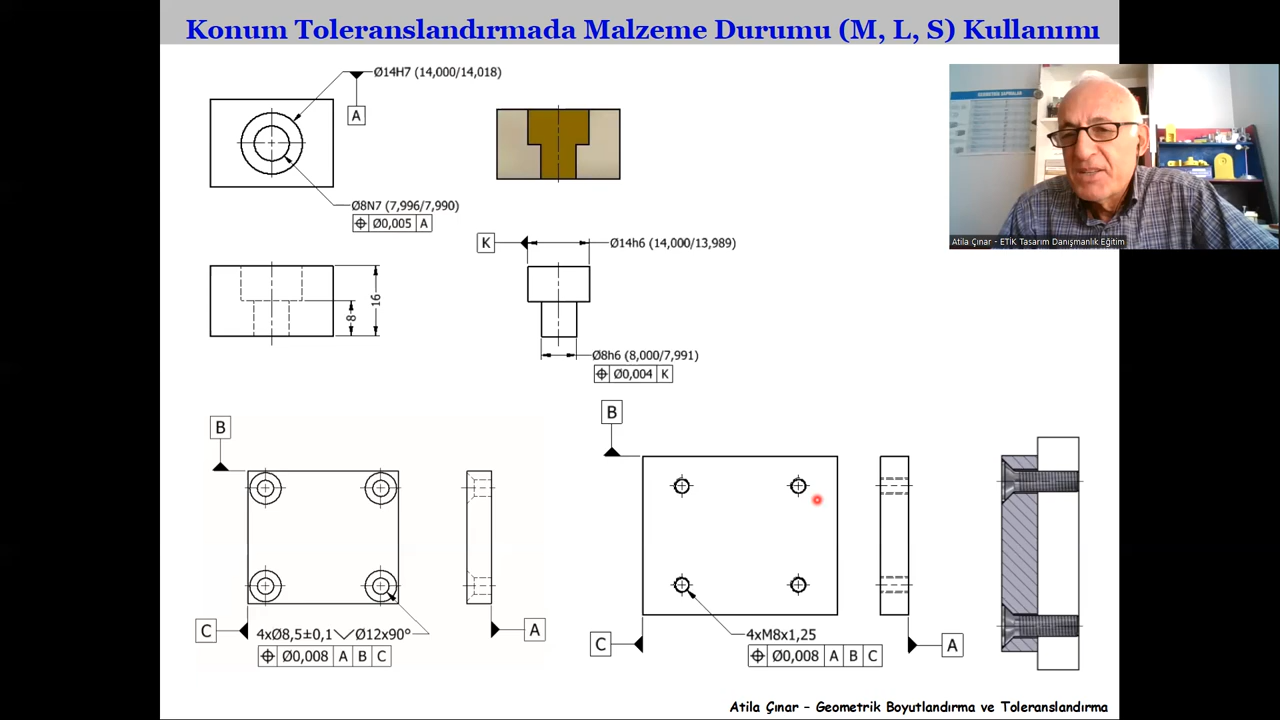 Konum Toleranslandırmada Malzeme Durumu (M, L, S) Kullanımı
Ø14H7 (14,000/14,018)
A
Ø8N7 (7,996/7,990)
⌖ Ø0,005 A
K
Ø14h6 (14,000/13,989)
8
16
Ø8h6 (8,000/7,991)
⌖ Ø0,004 K
B
C
A
4xØ8,5±0,1⌵Ø12x90°
⌖ Ø0,008 A B C
B
C
A
4xM8x1,25
⌖ Ø0,008 A B C
Atila Çınar - ETİK Tasarım Danışmanlık Eğitim
Atila Çınar – Geometrik Boyutlandırma ve Toleranslandırma